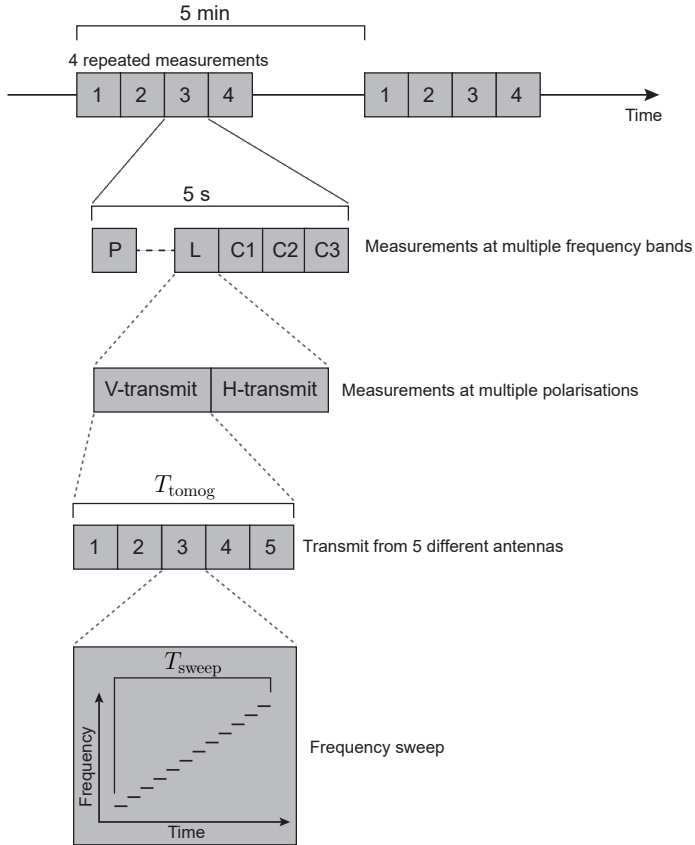 5 min
4 repeated measurements
1 2 3 4 1 2 3 4
Time
5 s
P L C1 C2 C3 Measurements at multiple frequency bands
V-transmit H-transmit Measurements at multiple polarisations
T_tomog
1 2 3 4 5 Transmit from 5 different antennas
T_sweep
Frequency
Time
Frequency sweep